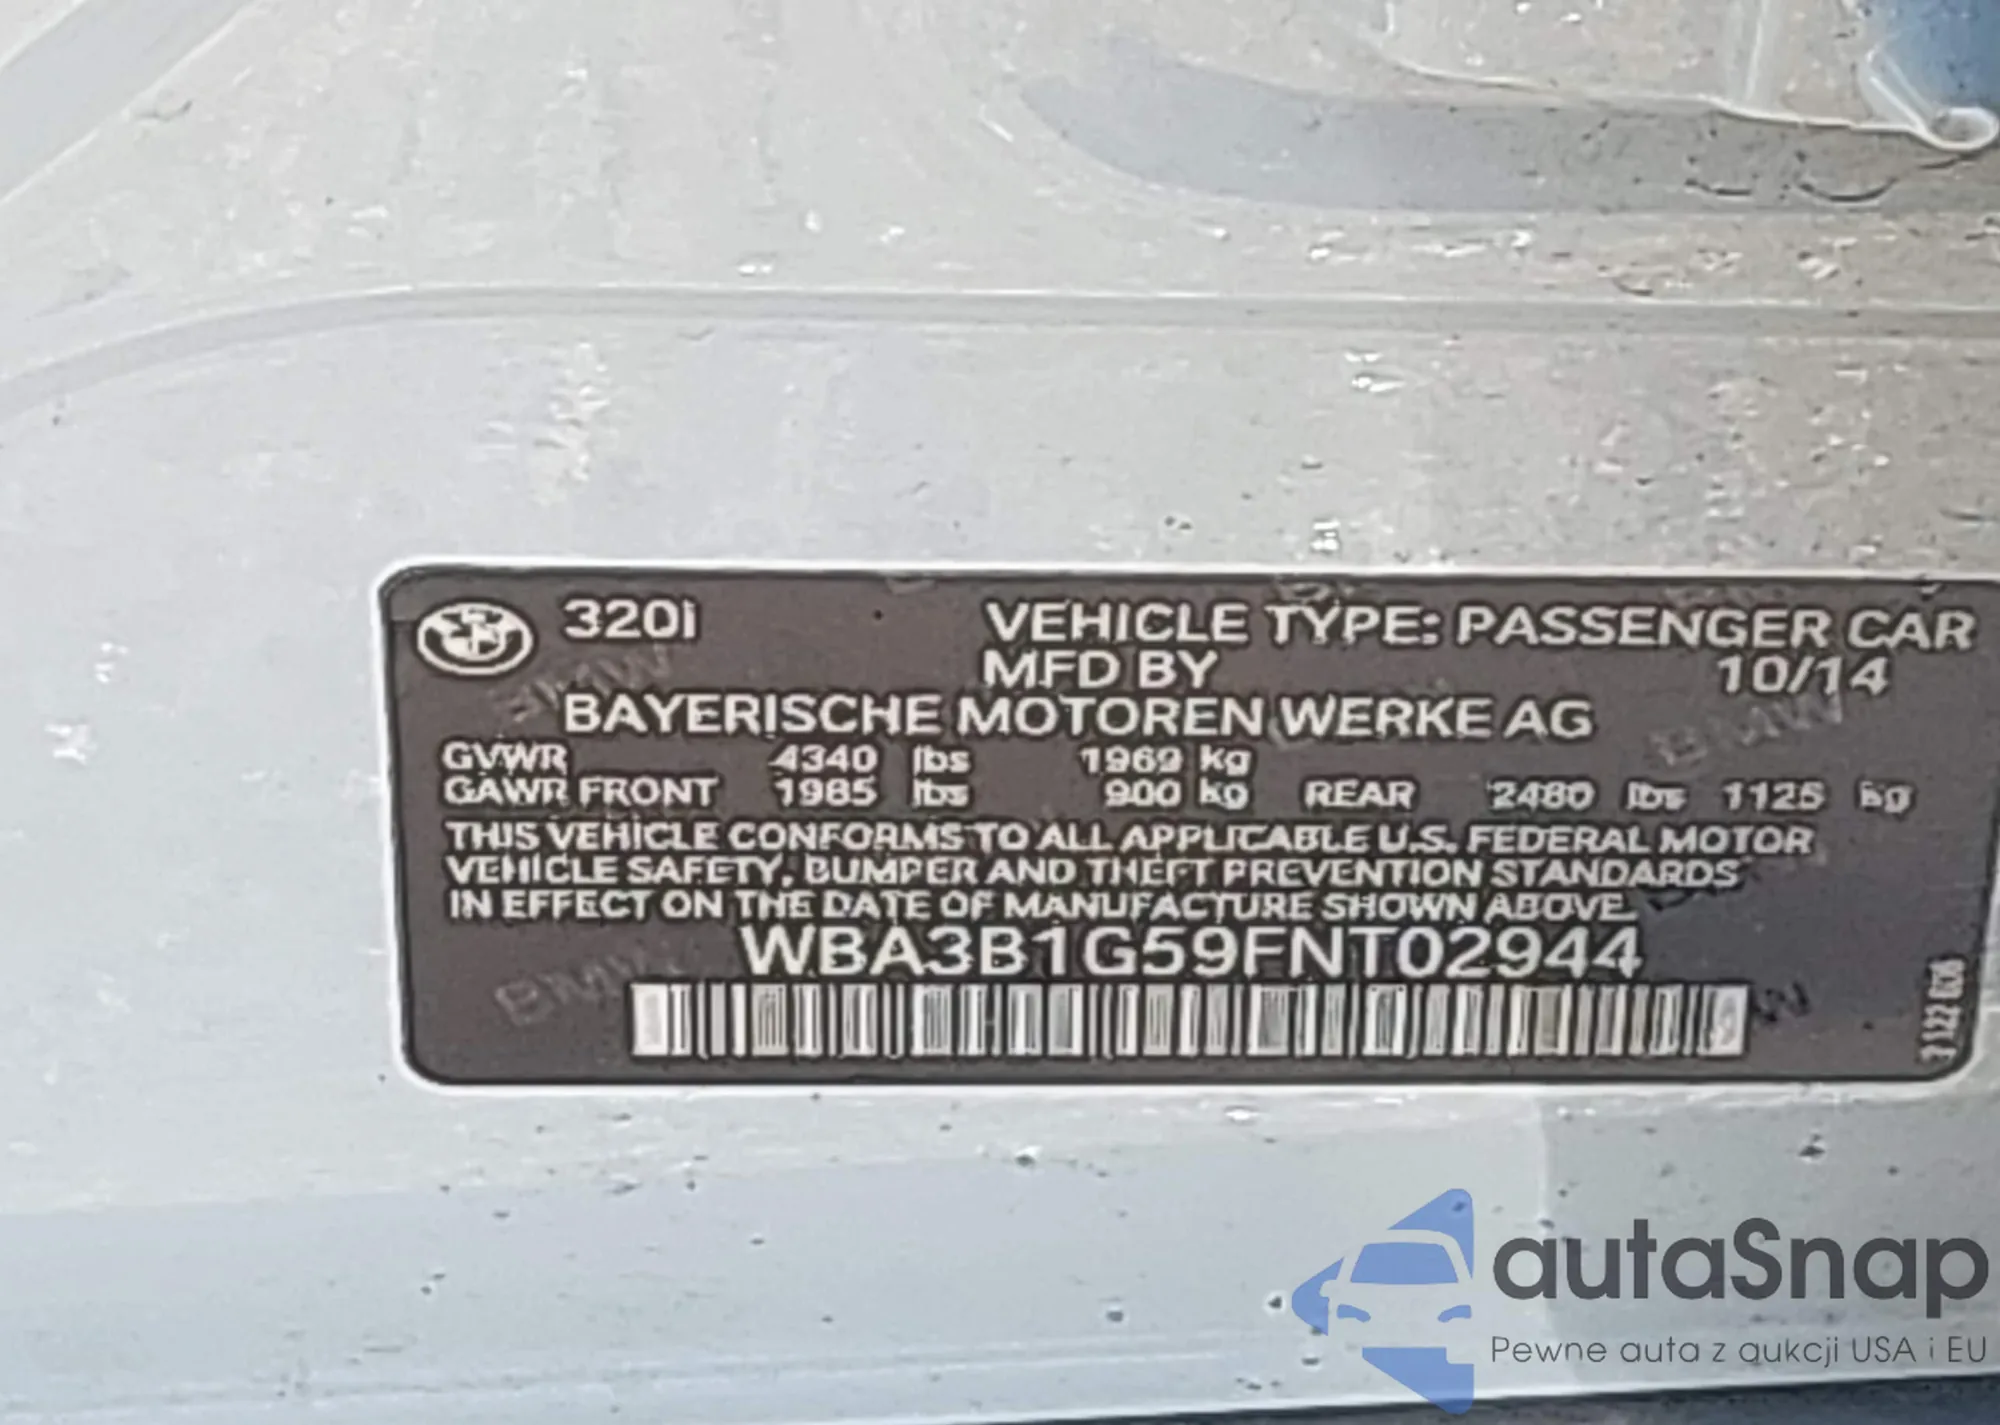 320i VEHICLE TYPE: PASSENGER CAR
MFD BY 10/14
BAYERISCHE MOTOREN WERKE AG
GVWR 4340 lbs 1969 kg
GAWR FRONT 1985 lbs 900 kg REAR 2480 lbs 1125 kg
THIS VEHICLE CONFORMS TO ALL APPLICABLE U.S. FEDERAL MOTOR
VEHICLE SAFETY, BUMPER AND THEFT PREVENTION STANDARDS
IN EFFECT ON THE DATE OF MANUFACTURE SHOWN ABOVE.
WBA3B1G59FNT02944
autaSnap
Pewne auta z aukcji USA i EU